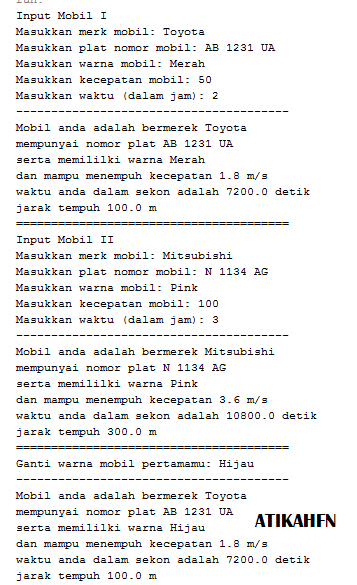 run:
Input Mobil I
Masukkan merk mobil: Toyota
Masukkan plat nomor mobil: AB 1231 UA
Masukkan warna mobil: Merah
Masukkan kecepatan mobil: 50
Masukkan waktu (dalam jam): 2
---------------------------------------
Mobil anda adalah bermerek Toyota
mempunyai nomor plat AB 1231 UA
serta memililki warna Merah
dan mampu menempuh kecepatan 1.8 m/s
waktu anda dalam sekon adalah 7200.0 detik
jarak tempuh 100.0 m
=======================================
Input Mobil II
Masukkan merk mobil: Mitsubishi
Masukkan plat nomor mobil: N 1134 AG
Masukkan warna mobil: Pink
Masukkan kecepatan mobil: 100
Masukkan waktu (dalam jam): 3
---------------------------------------
Mobil anda adalah bermerek Mitsubishi
mempunyai nomor plat N 1134 AG
serta memililki warna Pink
dan mampu menempuh kecepatan 3.6 m/s
waktu anda dalam sekon adalah 10800.0 detik
jarak tempuh 300.0 m
=======================================
Ganti warna mobil pertamamu: Hijau
---------------------------------------
Mobil anda adalah bermerek Toyota
mempunyai nomor plat AB 1231 UA
ATIKAHFN
serta memililki warna Hijau
dan mampu menempuh kecepatan 1.8 m/s
waktu anda dalam sekon adalah 7200.0 detik
jarak tempuh 100.0 m